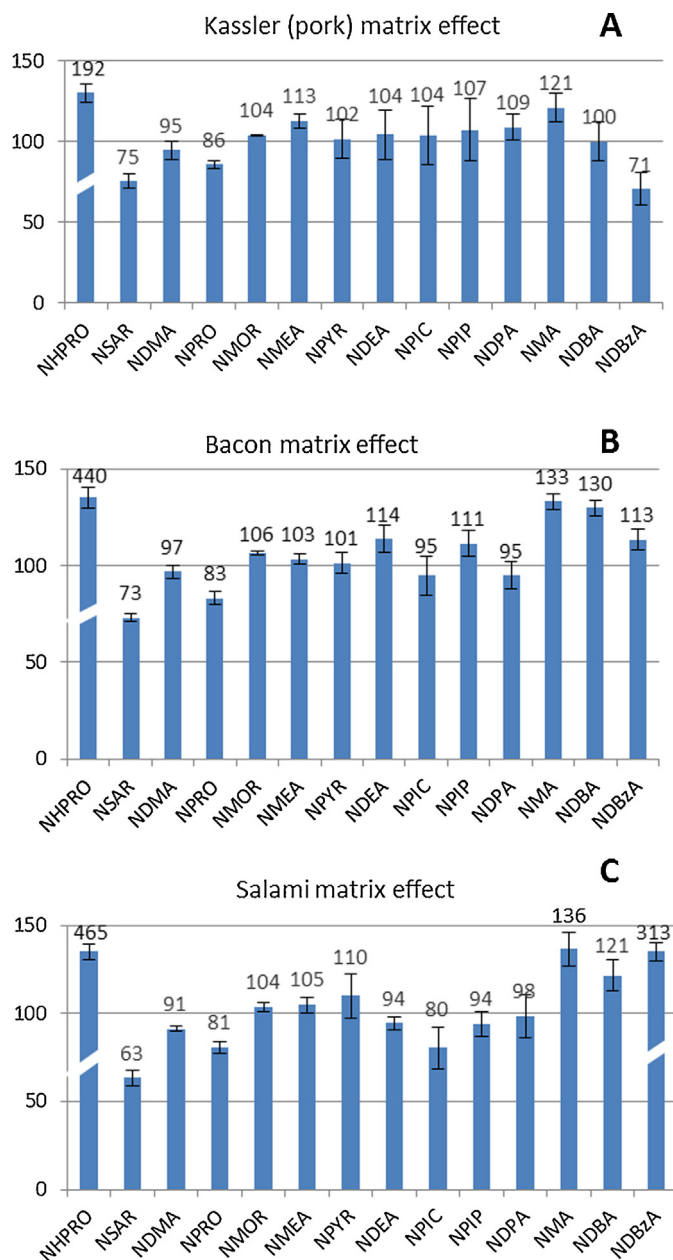 Kassler (pork) matrix effect
A
150
100
50
0
192
75
95
86
104
113
102
104
104
107
109
121
100
71
NHPRO
NSAR
NDMA
NPRO
NMOR
NMEA
NPYR
NDEA
NPIC
NPIP
NDPA
NMA
NDBA
NDBzA
Bacon matrix effect
B
150
100
50
0
440
73
97
83
106
103
101
114
95
111
95
133
130
113
NHPRO
NSAR
NDMA
NPRO
NMOR
NMEA
NPYR
NDEA
NPIC
NPIP
NDPA
NMA
NDBA
NDBzA
Salami matrix effect
C
150
100
50
0
465
63
91
81
104
105
110
94
80
94
98
136
121
313
NHPRO
NSAR
NDMA
NPRO
NMOR
NMEA
NPYR
NDEA
NPIC
NPIP
NDPA
NMA
NDBA
NDBzA